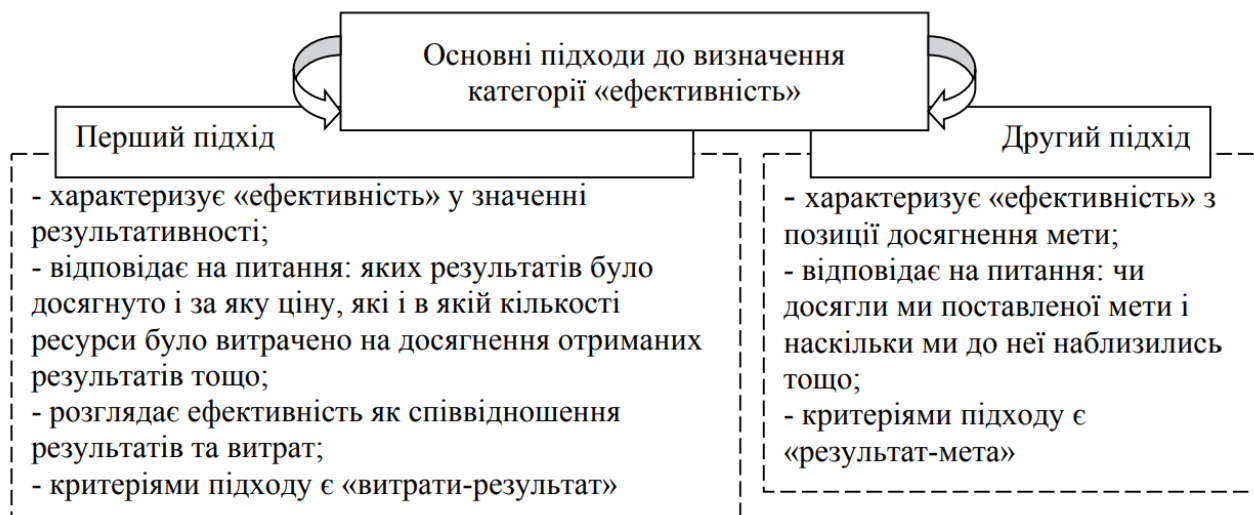 Основні підходи до визначення
категорії «ефективність»
Перший підхід
- характеризує «ефективність» у значенні
результативності;
- відповідає на питання: яких результатів було
досягнуто і за яку ціну, які і в якій кількості
ресурси було витрачено на досягнення отриманих
результатів тощо;
- розглядає ефективність як співвідношення
результатів та витрат;
- критеріями підходу є «витрати-результат»
Другий підхід
- характеризує «ефективність» з
позиції досягнення мети;
- відповідає на питання: чи
досягли ми поставленої мети і
наскільки ми до неї наблизились
тощо;
- критеріями підходу є
«результат-мета»